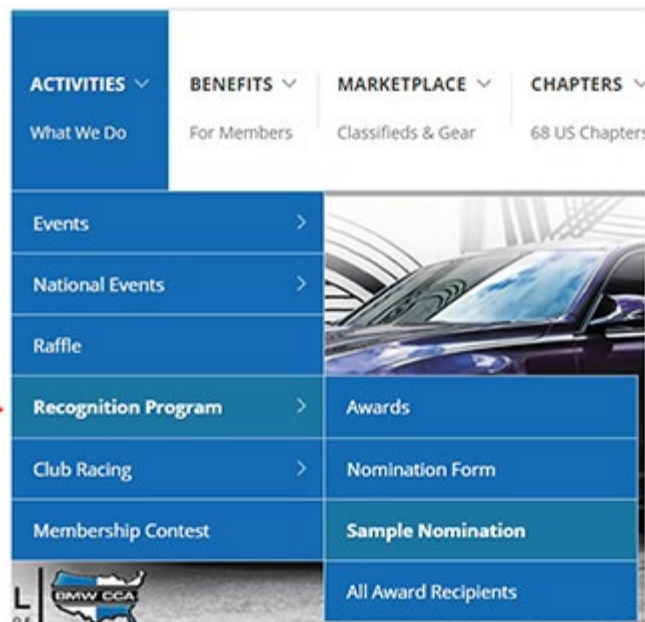 ACTIVITIES BENEFITS MARKETPLACE CHAPTERS
What We Do For Members Classifieds & Gear 68 US Chapters
Events
National Events
Raffle
Recognition Program Awards
Club Racing Nomination Form
Membership Contest Sample Nomination
All Award Recipients
L BMW CCA